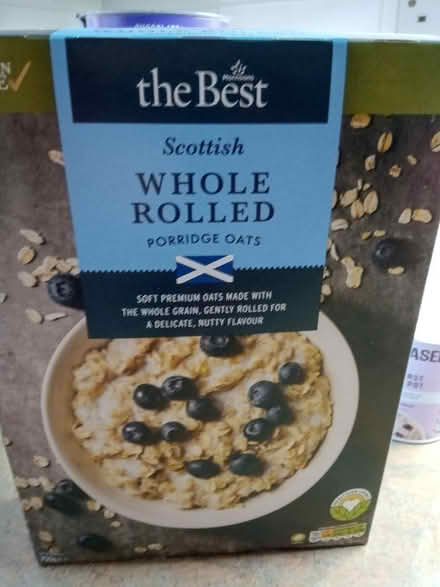 Morrisons
the Best
Scottish
WHOLE
ROLLED
PORRIDGE OATS
SOFT PREMIUM OATS MADE WITH
THE WHOLE GRAIN, GENTLY ROLLED FOR
A DELICATE, NUTTY FLAVOUR